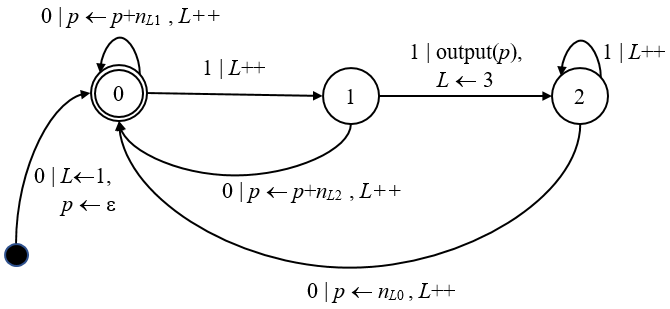 0 | p ← p+nL1 , L++
1 | L++
1 | output(p),
L ← 3
1 | L++
0
1
2
0 | L←1,
p ← ε
0 | p ← p+nL2 , L++
0 | p ← nL0 , L++